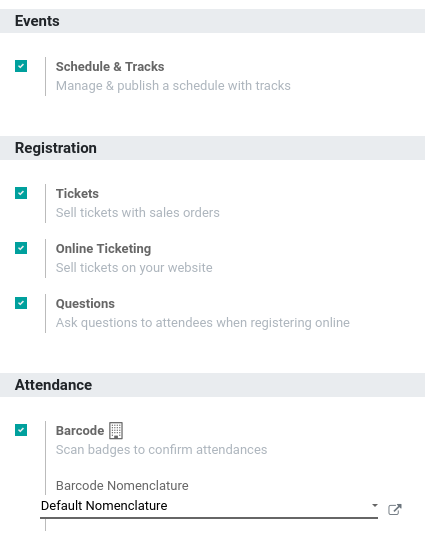 Events
Schedule & Tracks
Manage & publish a schedule with tracks
Registration
Tickets
Sell tickets with sales orders
Online Ticketing
Sell tickets on your website
Questions
Ask questions to attendees when registering online
Attendance
Barcode
Scan badges to confirm attendances
Barcode Nomenclature
Default Nomenclature